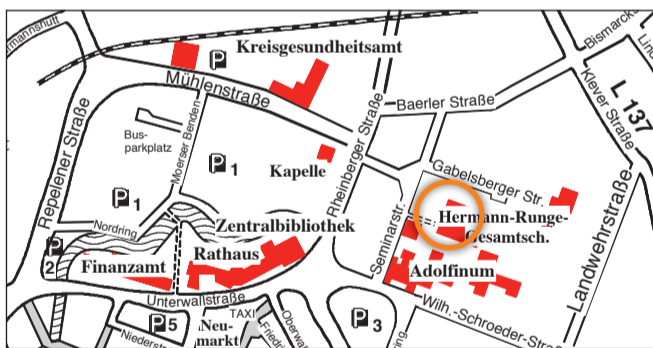 Kreisgesundheitsamt
P
Mühlenstraße
Repelener Straße
Bus-
parkplatz
Moerser Benden
P 1
P 1
Kapelle
Rheinberger Straße
Baerler Straße
Klever Straße
L 137
Gabelsberger Str.
Hermann-Runge-
Gesamtsch.
Seminarstr.
Landwehrstraße
Nordring
Zentralbibliothek
P
2
Finanzamt
Rathaus
Adolfinum
Unterwallstraße
TAXI
P 5
Neu-
markt
P 3
Wilh.-Schroeder-Straß